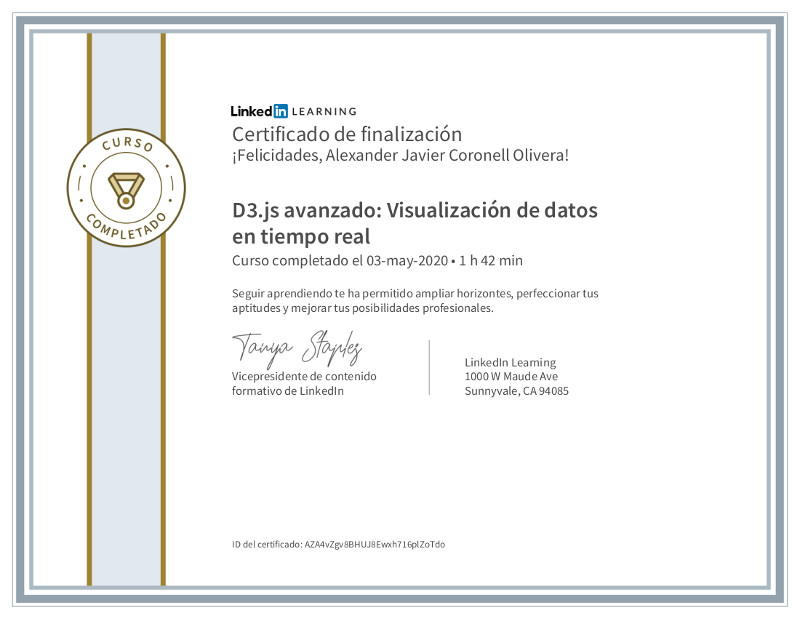 LinkedIn LEARNING
Certificado de finalización
¡Felicidades, Alexander Javier Coronell Olivera!
CURSO
COMPLETADO
D3.js avanzado: Visualización de datos
en tiempo real
Curso completado el 03-may-2020 • 1 h 42 min
Seguir aprendiendo te ha permitido ampliar horizontes, perfeccionar tus
aptitudes y mejorar tus posibilidades profesionales.
Tanya Staples
Vicepresidente de contenido
formativo de LinkedIn
LinkedIn Learning
1000 W Maude Ave
Sunnyvale, CA 94085
ID del certificado: AZA4vZgv8BHUJ8Ewxh716plZoTdo